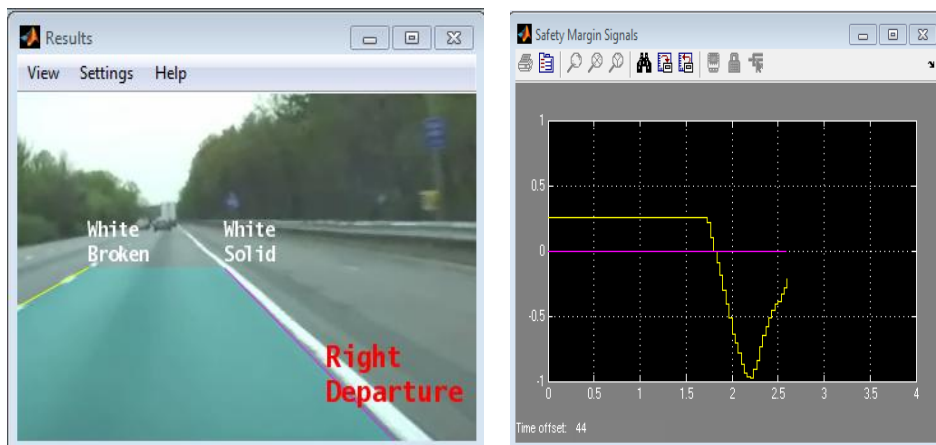 Results
View Settings Help
White White
Broken Solid
Right
Departure
Safety Margin Signals
1
0.5
0
-0.5
-1
0 0.5 1 1.5 2 2.5 3 3.5 4
Time offset: 44